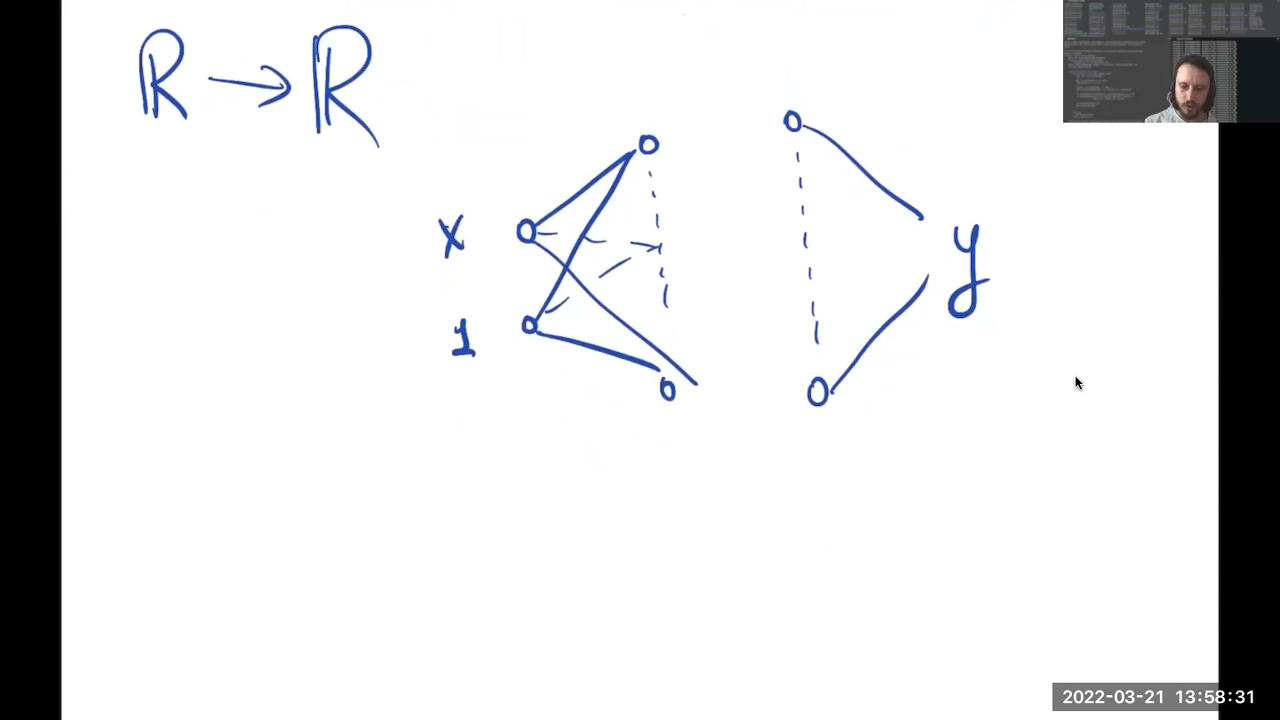 ℝ → ℝ
x
1
y
2022-03-21 13:58:31